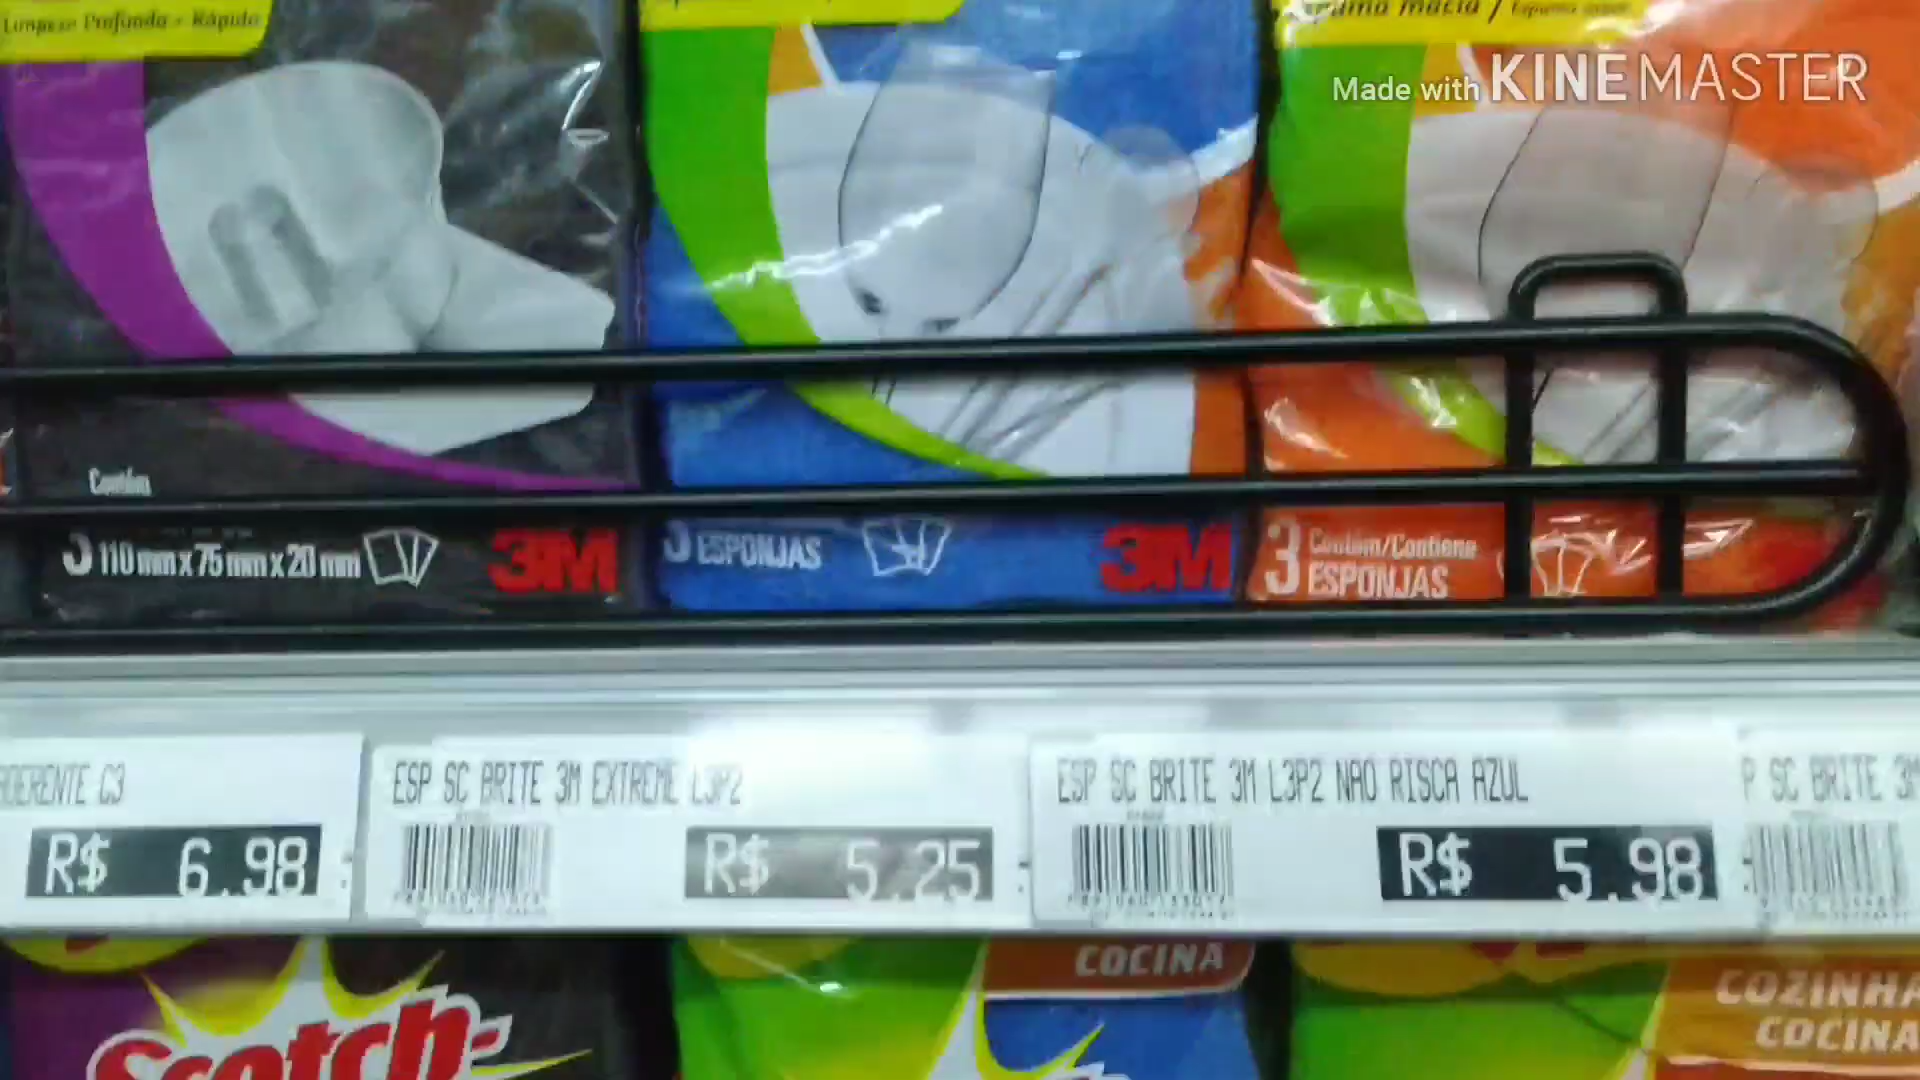 Limpeza Profunda - Rápida
Made with KINEMASTER
Contém
3 110 mm x 75 mm x 20 mm
3M
3 ESPONJAS
3M
3 Contém/Contiene
ESPONJAS
ADERENTE C3
R$ 6.98
ESP SC BRITE 3M EXTREME L3P2
R$ 5.25
ESP SC BRITE 3M L3P2 NAO RISCA AZUL
R$ 5.98
P SC BRITE 3M
Scotch-
COCINA
COZINHA
COCINA